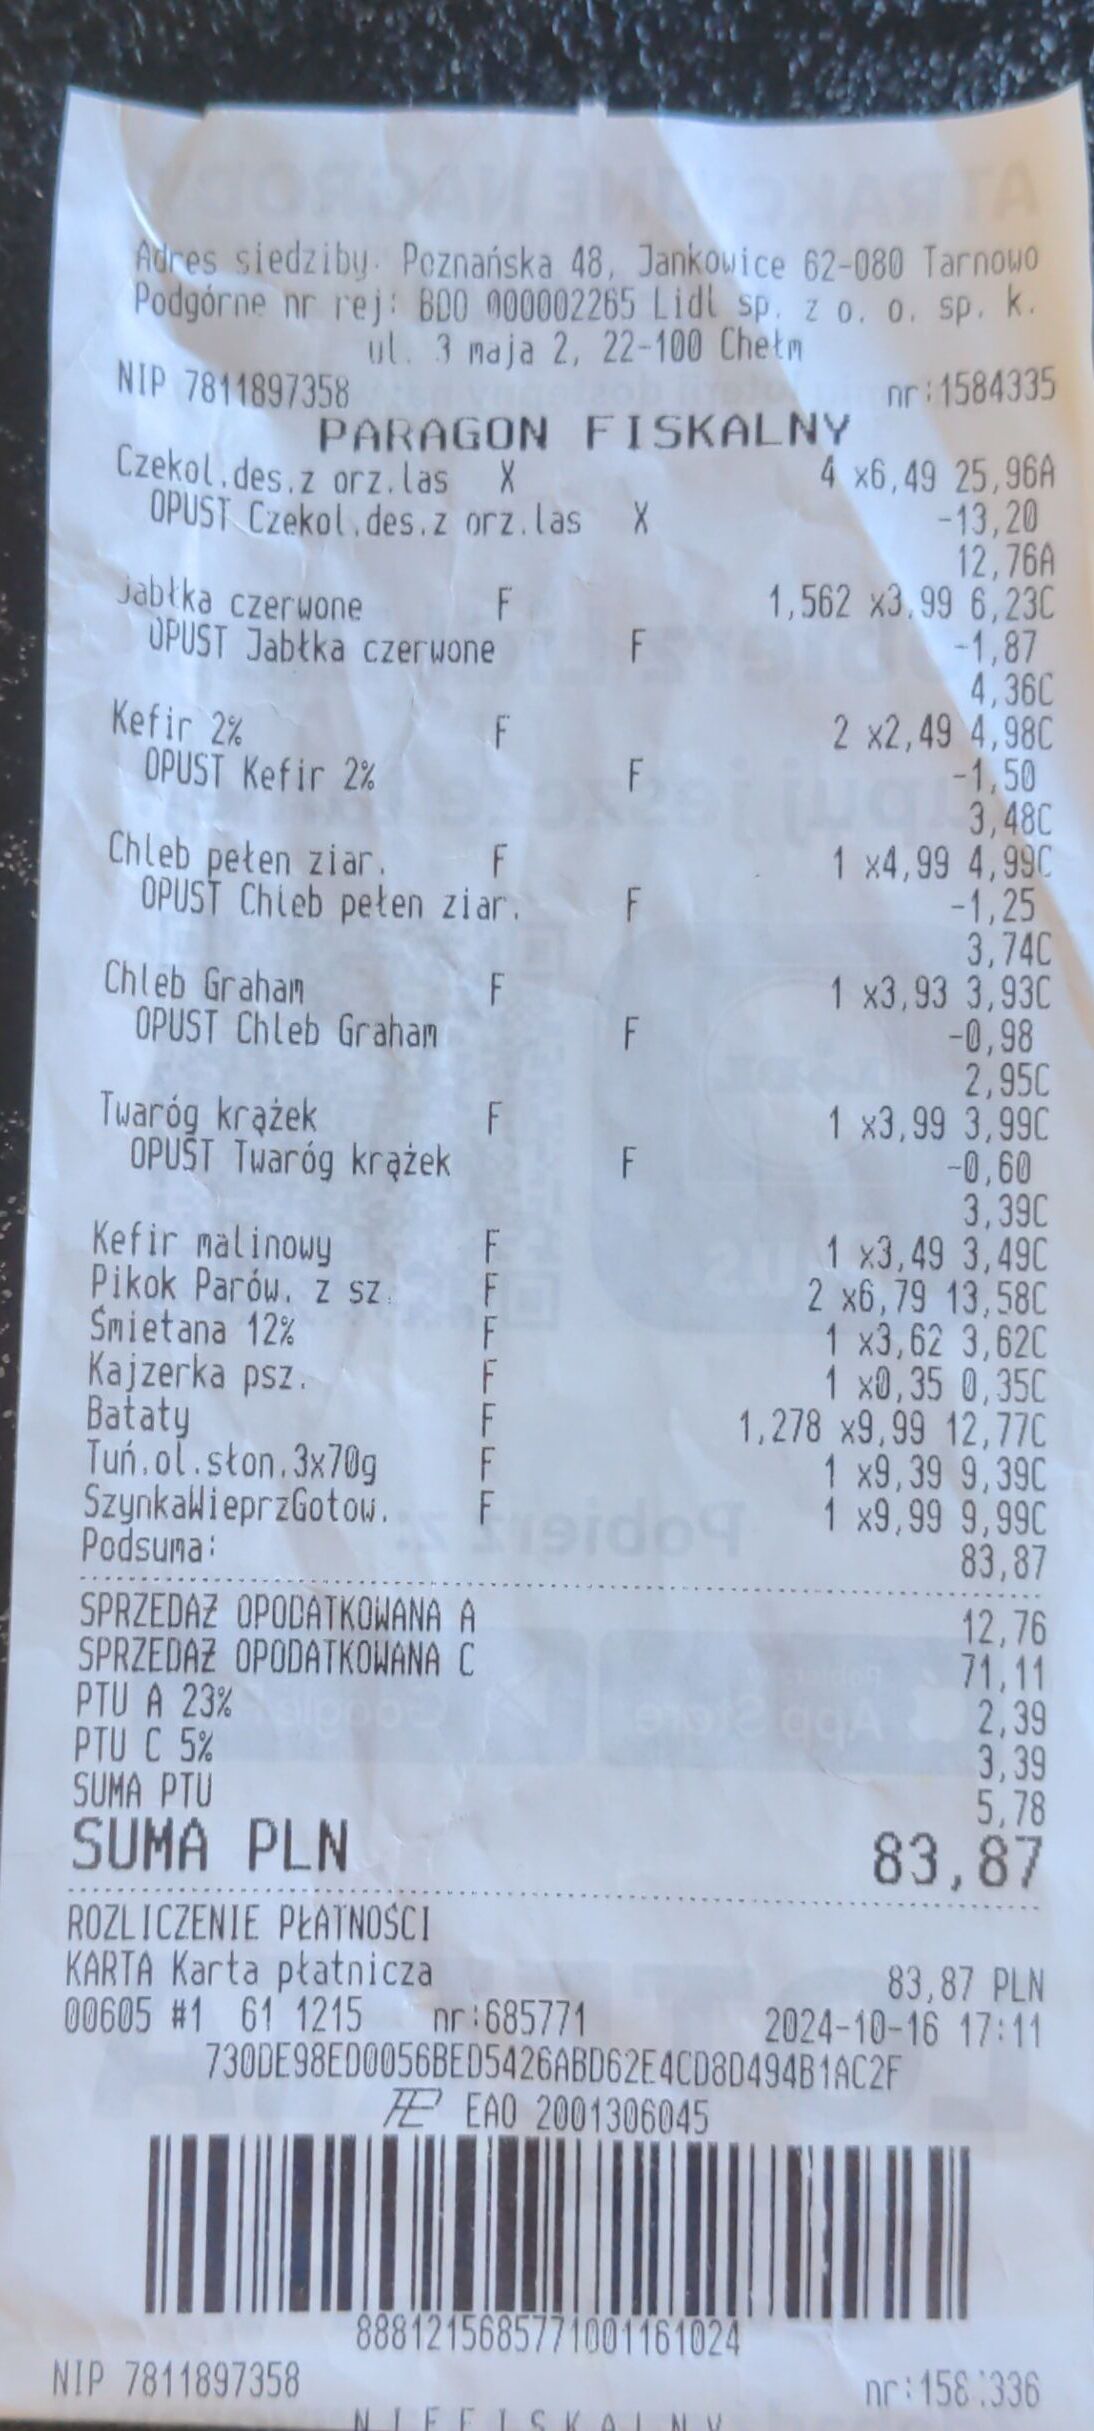 Adres siedziby: Poznańska 48, Jankowice 62-080 Tarnowo
Podgórne nr rej: BDO 000002265 Lidl sp. z o. o. sp. k.
ul. 3 maja 2, 22-100 Chełm
NIP 7811897358 nr:1584335
PARAGON FISKALNY
Czekol.des.z orz.las X 4 x6,49 25,96A
OPUST Czekol.des.z orz.las X -13,20
12,76A
Jabłka czerwone F 1,562 x3,99 6,23C
OPUST Jabłka czerwone F -1,87
4,36C
Kefir 2% F 2 x2,49 4,98C
OPUST Kefir 2% F -1,50
3,48C
Chleb pełen ziar. F 1 x4,99 4,99C
OPUST Chleb pełen ziar. F -1,25
3,74C
Chleb Graham F 1 x3,93 3,93C
OPUST Chleb Graham F -0,98
2,95C
Twaróg krążek F 1 x3,99 3,99C
OPUST Twaróg krążek F -0,60
3,39C
Kefir malinowy F 1 x3,49 3,49C
Pikok Parów. z sz. F 2 x6,79 13,58C
Śmietana 12% F 1 x3,62 3,62C
Kajzerka psz. F 1 x0,35 0,35C
Bataty F 1,278 x9,99 12,77C
Tuń.ol.słon.3x70g F 1 x9,39 9,39C
SzynkaWieprzGotow. F 1 x9,99 9,99C
Podsuma: 83,87
SPRZEDAŻ OPODATKOWANA A 12,76
SPRZEDAŻ OPODATKOWANA C 71,11
PTU A 23% 2,39
PTU C 5% 3,39
SUMA PTU 5,78
SUMA PLN 83,87
ROZLICZENIE PŁATNOŚCI
KARTA Karta płatnicza 83,87 PLN
00605 #1 61 1215 nr:685771 2024-10-16 17:11
730DE98ED0056BED5426ABD62E4CD8D494B1AC2F
EAO 2001306045
8881215685771001161024
NIP 7811897358
NIEFISKALNY